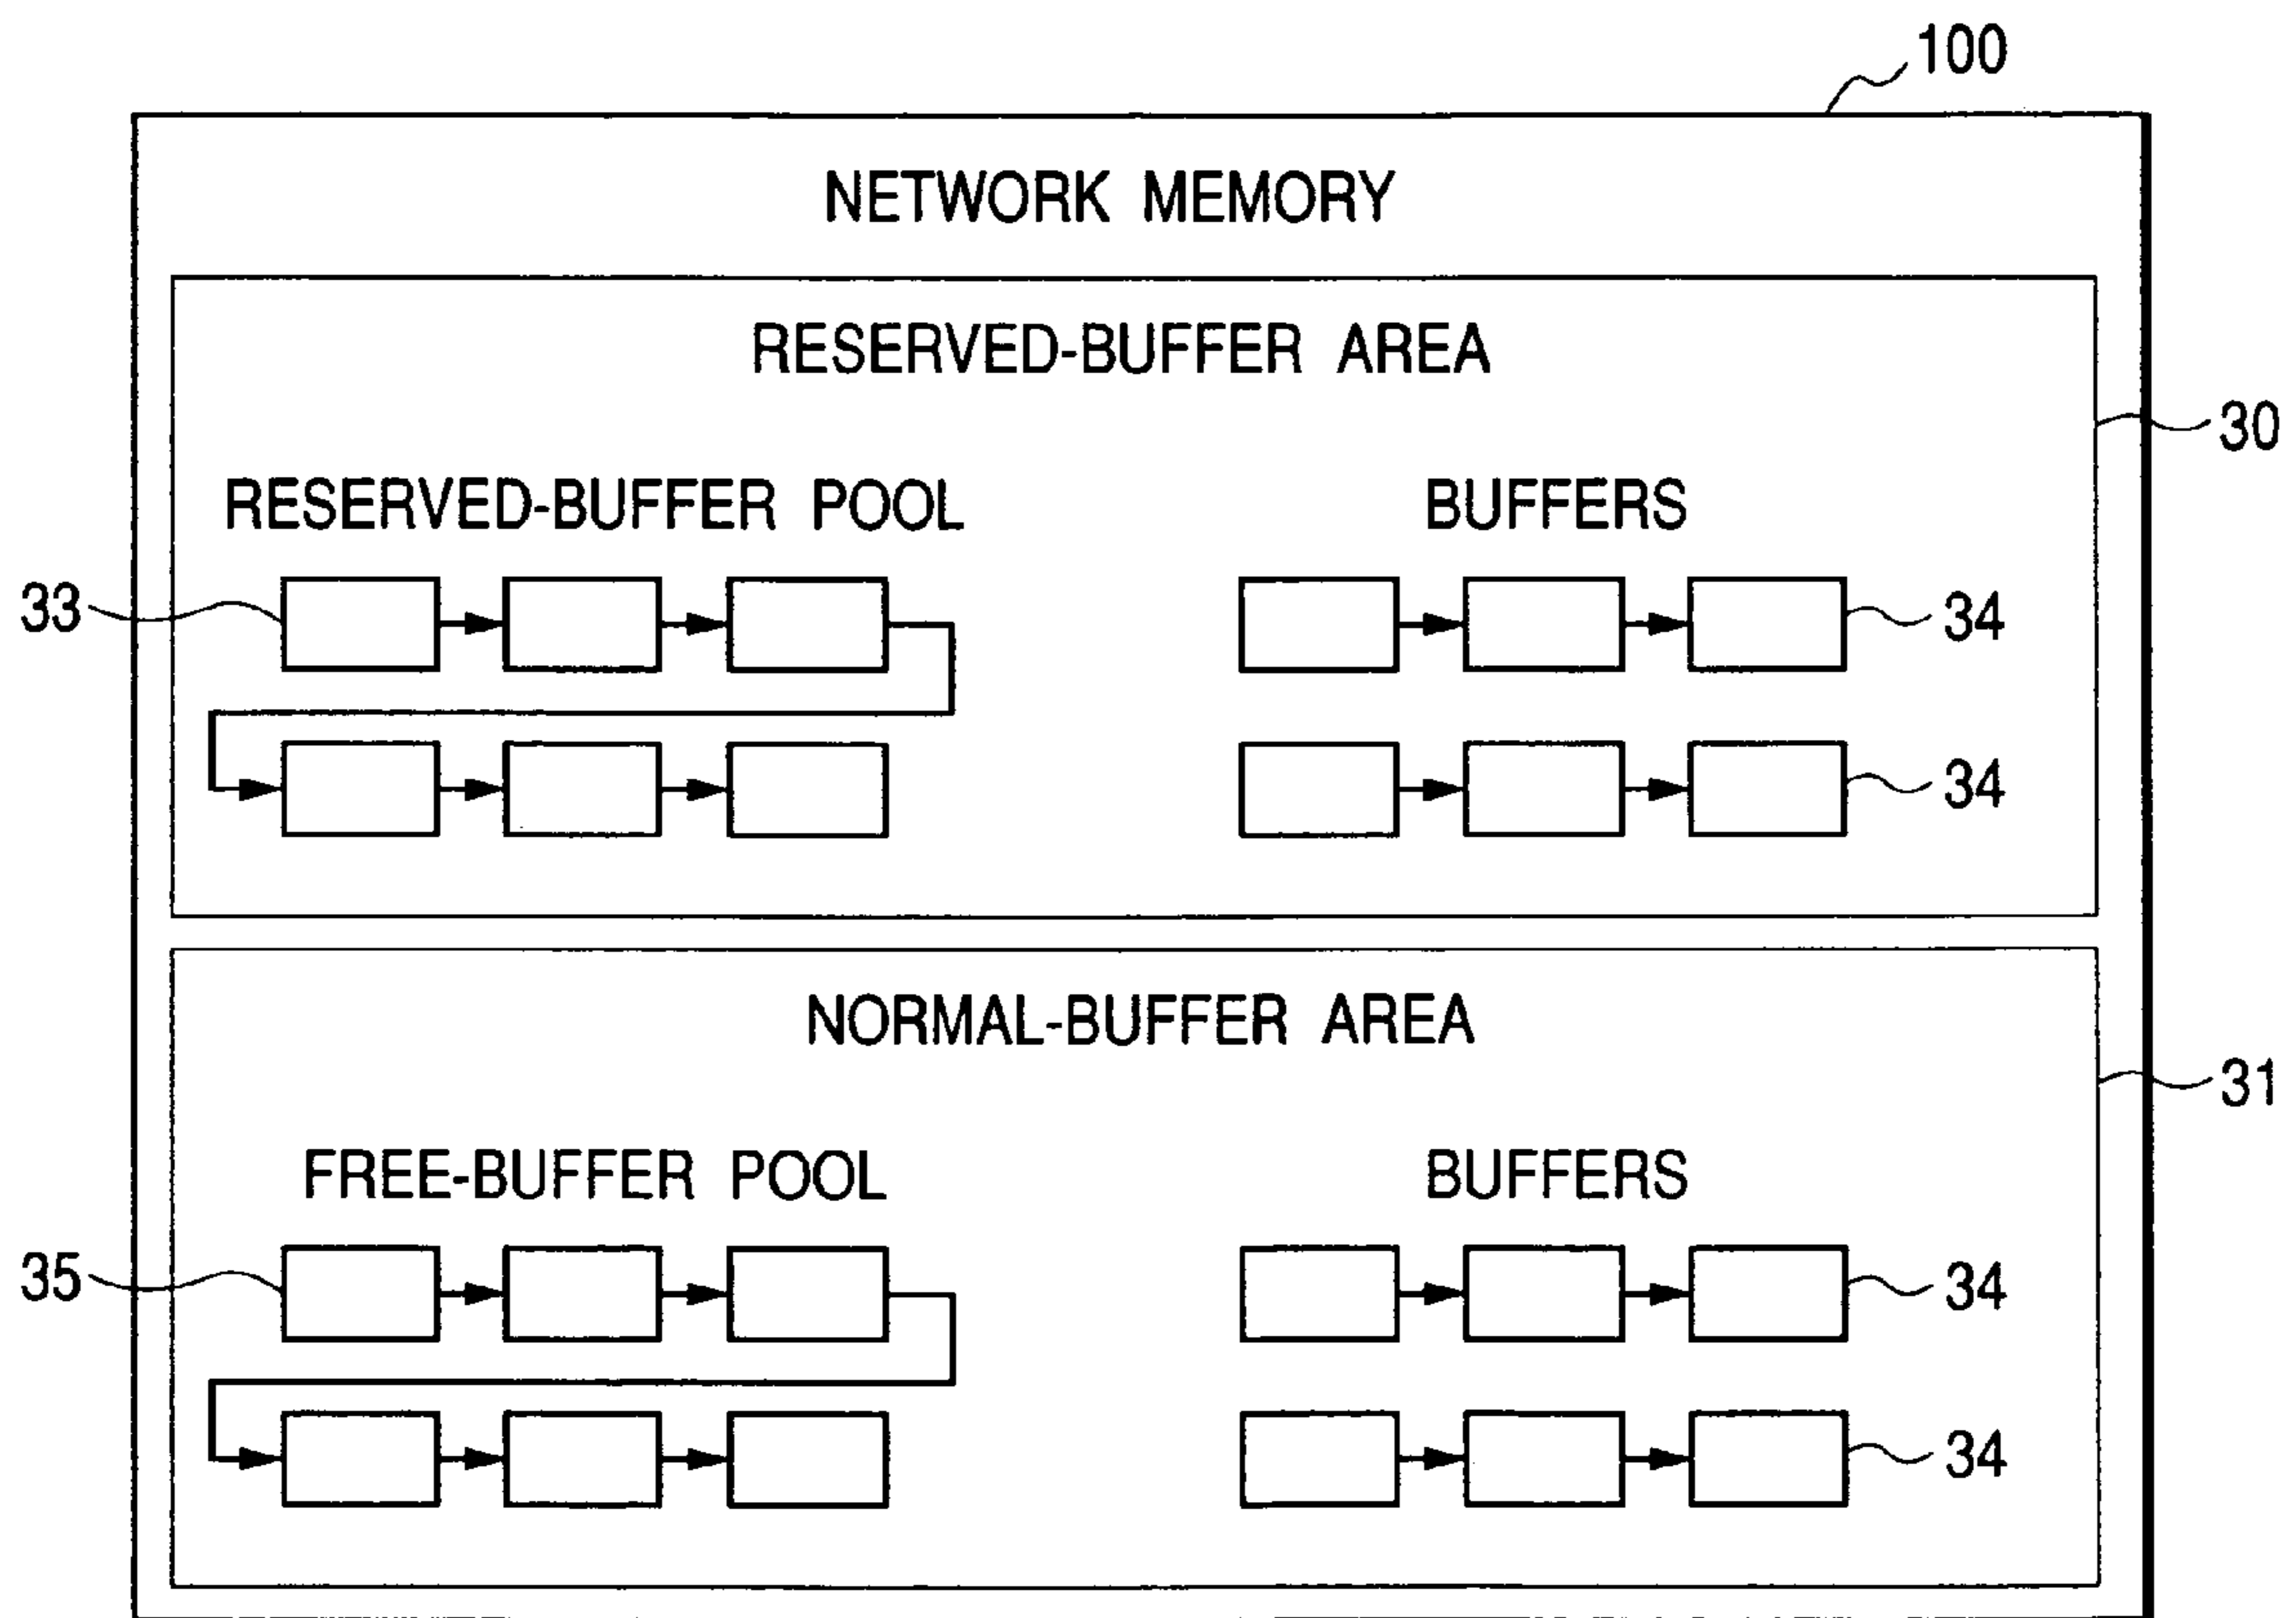 100
NETWORK MEMORY
RESERVED-BUFFER AREA
30
RESERVED-BUFFER POOL
BUFFERS
33
34
34
NORMAL-BUFFER AREA
31
FREE-BUFFER POOL
BUFFERS
35
34
34